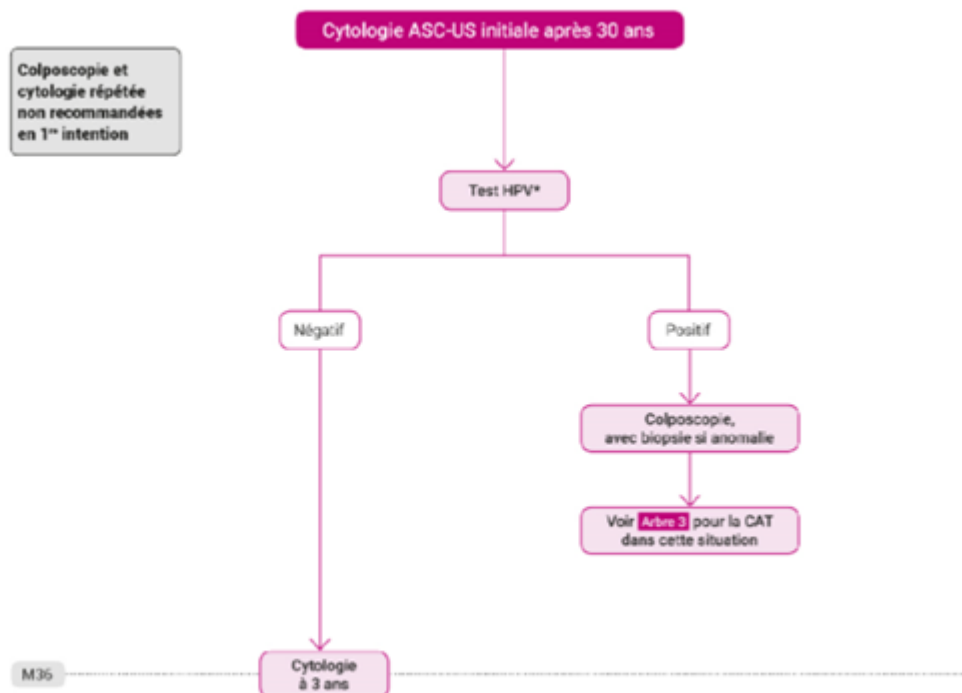 Cytologie ASC-US initiale après 30 ans
Colposcopie et
cytologie répétée
non recommandées
en 1re intention
Test HPV*
Négatif
Positif
Colposcopie,
avec biopsie si anomalie
Voir Arbre 3 pour la CAT
dans cette situation
M36
Cytologie
à 3 ans